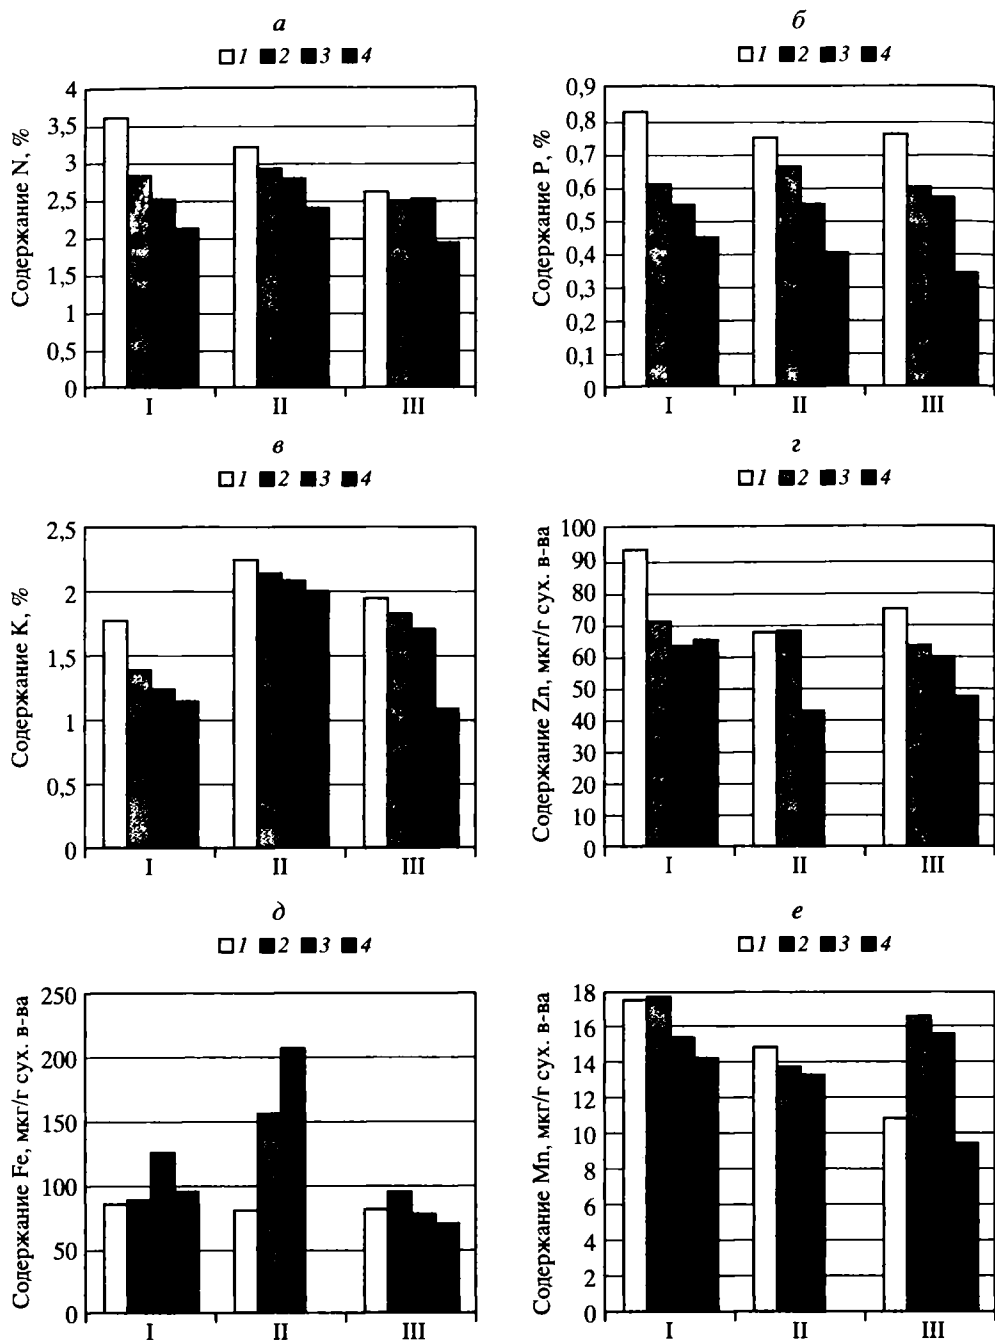 а
1 2 3 4
Содержание N, %
4
3,5
3
2,5
2
1,5
1
0,5
0
I II III
б
1 2 3 4
Содержание P, %
0,9
0,8
0,7
0,6
0,5
0,4
0,3
0,2
0,1
0
I II III
в
1 2 3 4
Содержание K, %
2,5
2
1,5
1
0,5
0
I II III
г
1 2 3 4
Содержание Zn, мкг/г сух. в-ва
100
90
80
70
60
50
40
30
20
10
0
I II III
д
1 2 3 4
Содержание Fe, мкг/г сух. в-ва
250
200
150
100
50
0
I II III
е
1 2 3 4
Содержание Mn, мкг/г сух. в-ва
18
16
14
12
10
8
6
4
2
0
I II III